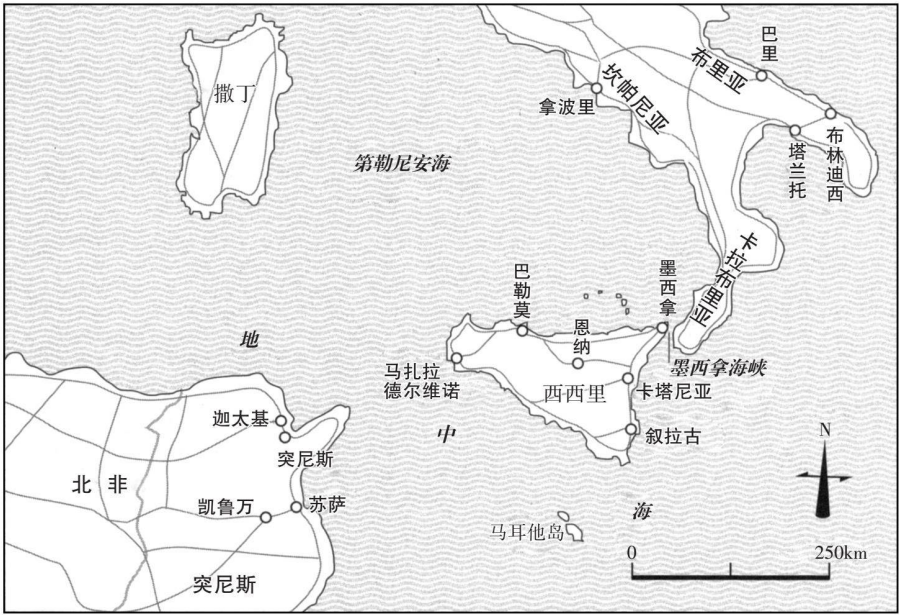 巴里
布里亚
坎帕尼亚
撒丁
拿波里
布林迪西
塔兰托
第勒尼安海
卡拉布里亚
墨西拿
巴勒莫
恩纳
地
墨西拿海峡
马扎拉
德尔维诺
西西里
卡塔尼亚
迦太基
中
叙拉古
突尼斯
N
北非
凯鲁万
苏萨
海
马耳他岛
0
250km
突尼斯